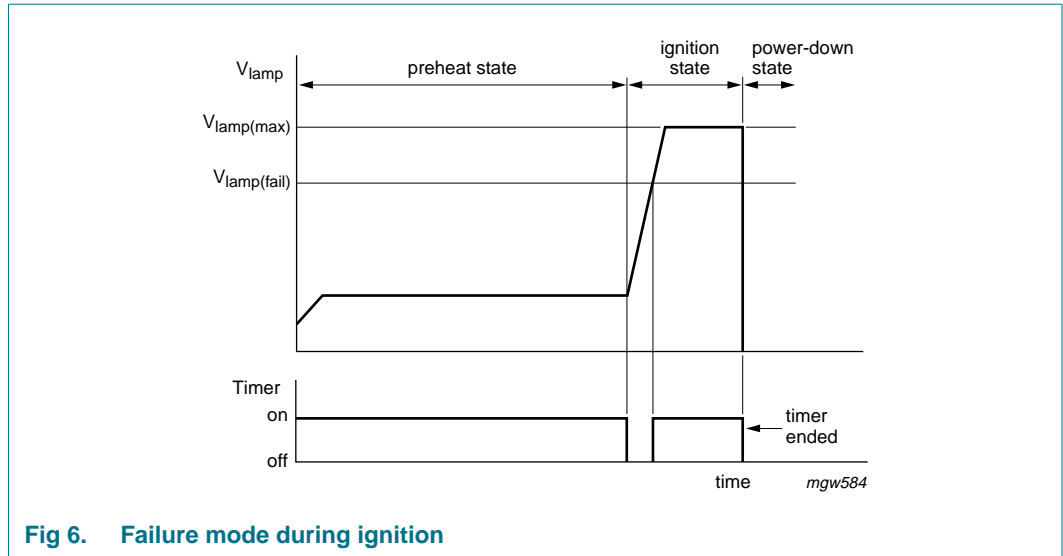 V_lamp
preheat state
ignition
state
power-down
state
V_lamp(max)
V_lamp(fail)
Timer
on
off
timer
ended
time
mgw584
Fig 6. Failure mode during ignition